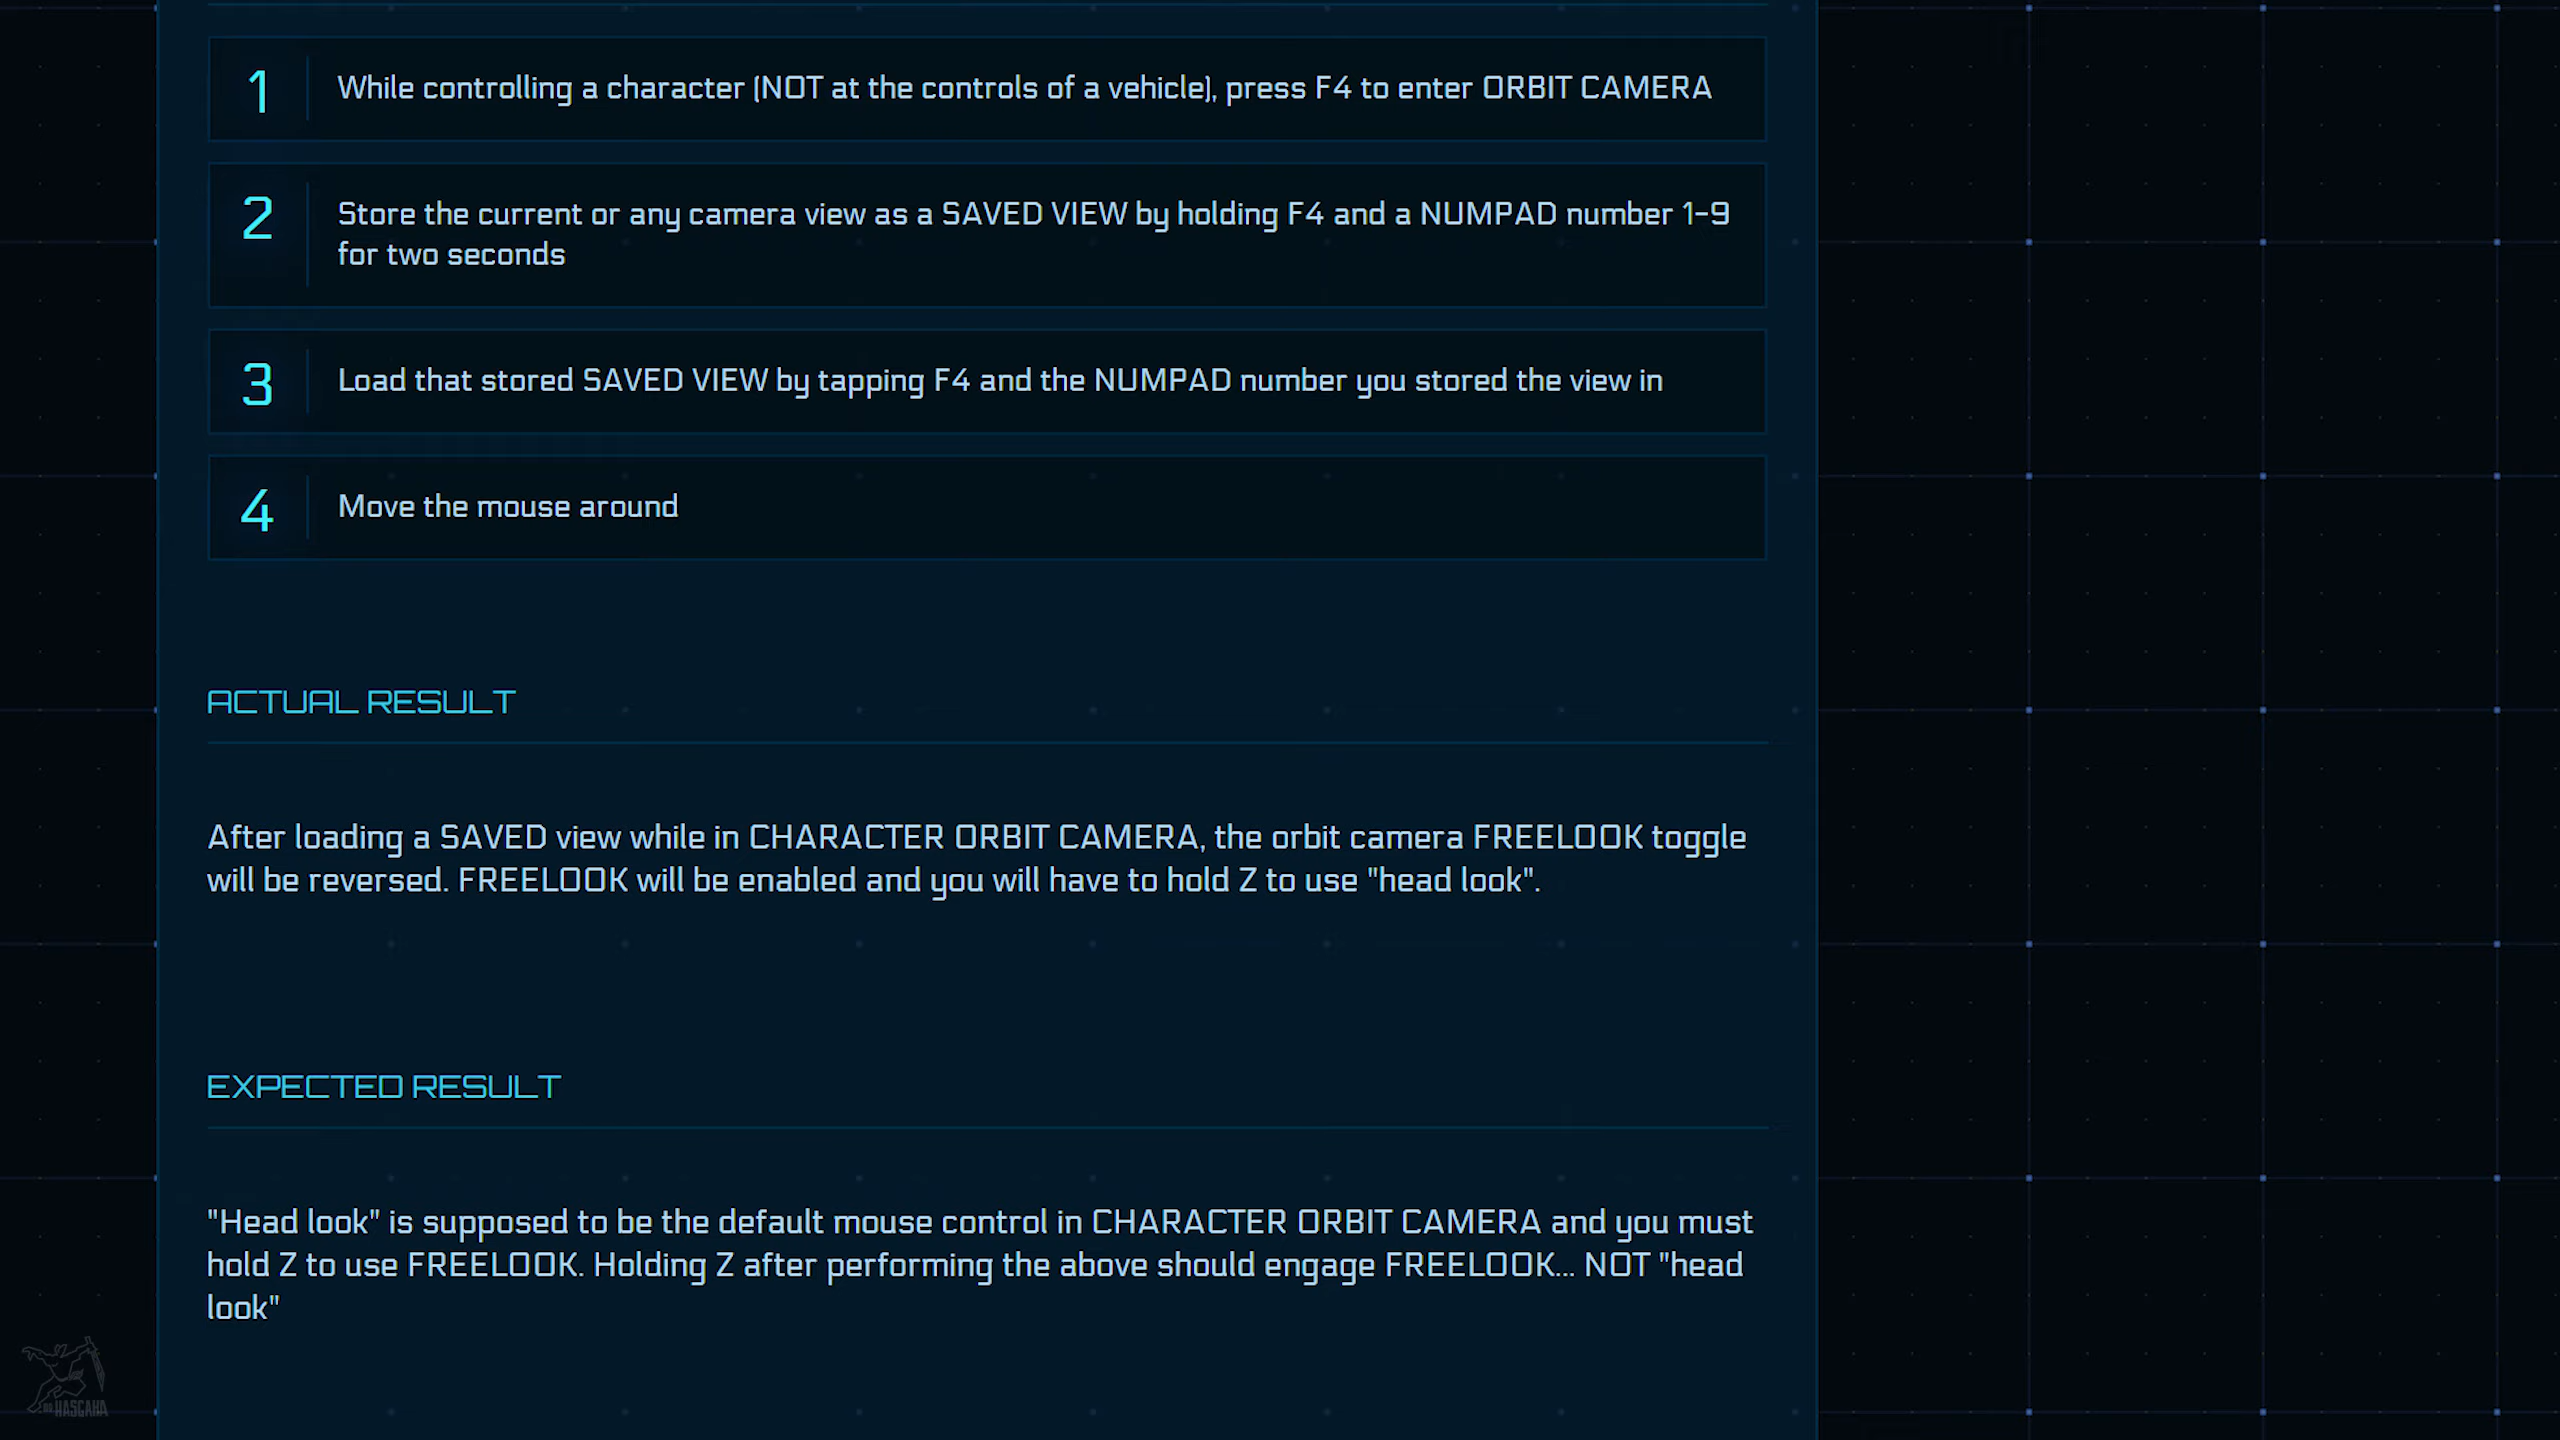 1
While controlling a character (NOT at the controls of a vehicle), press F4 to enter ORBIT CAMERA
2
Store the current or any camera view as a SAVED VIEW by holding F4 and a NUMPAD number 1-9
for two seconds
3
Load that stored SAVED VIEW by tapping F4 and the NUMPAD number you stored the view in
4
Move the mouse around
ACTUAL RESULT
After loading a SAVED view while in CHARACTER ORBIT CAMERA, the orbit camera FREELOOK toggle
will be reversed. FREELOOK will be enabled and you will have to hold Z to use "head look".
EXPECTED RESULT
"Head look" is supposed to be the default mouse control in CHARACTER ORBIT CAMERA and you must
hold Z to use FREELOOK. Holding Z after performing the above should engage FREELOOK... NOT "head
look"